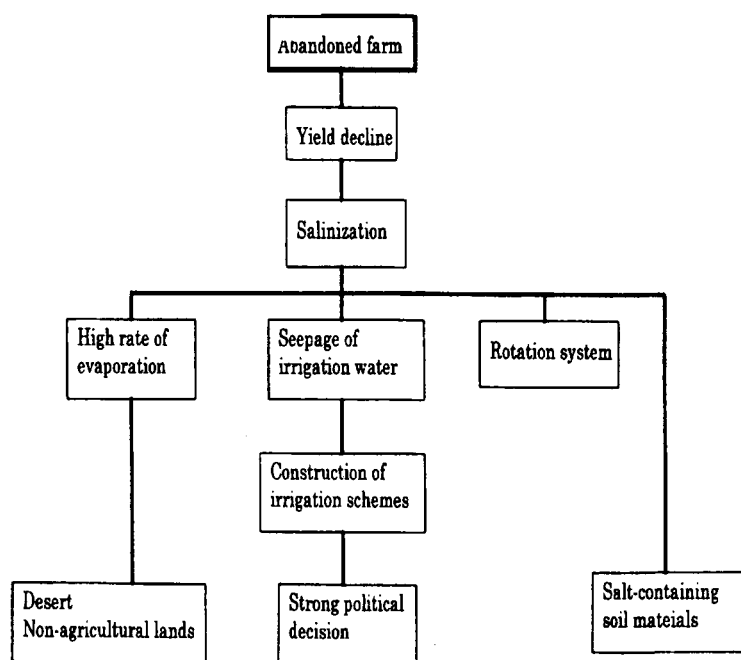 Abandoned farm
Yield decline
Salinization
High rate of
evaporation
Seepage of
irrigation water
Rotation system
Construction of
irrigation schemes
Desert
Non-agricultural lands
Strong political
decision
Salt-containing
soil mateials